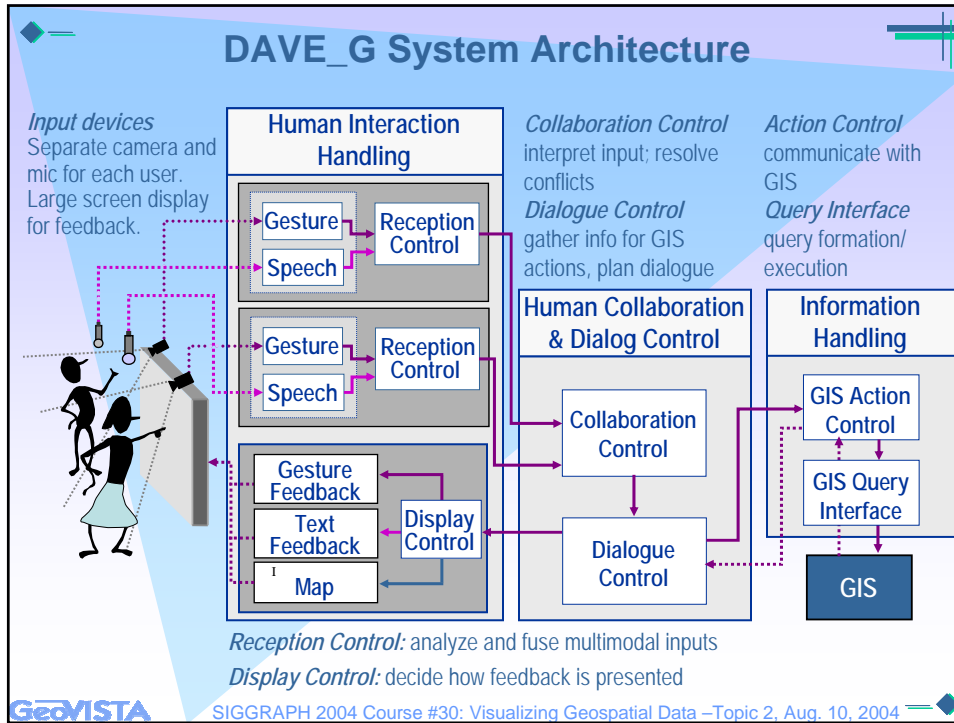 DAVE_G System Architecture
Input devices
Separate camera and
mic for each user.
Large screen display
for feedback.
Human Interaction
Handling
Gesture
Speech
Reception
Control
Gesture
Speech
Reception
Control
Gesture
Feedback
Text
Feedback
I
Map
Display
Control
Collaboration Control
interpret input; resolve
conflicts
Dialogue Control
gather info for GIS
actions, plan dialogue
Human Collaboration
& Dialog Control
Collaboration
Control
Dialogue
Control
Action Control
communicate with
GIS
Query Interface
query formation/
execution
Information
Handling
GIS Action
Control
GIS Query
Interface
GIS
Reception Control: analyze and fuse multimodal inputs
Display Control: decide how feedback is presented
GeoVISTA
SIGGRAPH 2004 Course #30: Visualizing Geospatial Data –Topic 2, Aug. 10, 2004